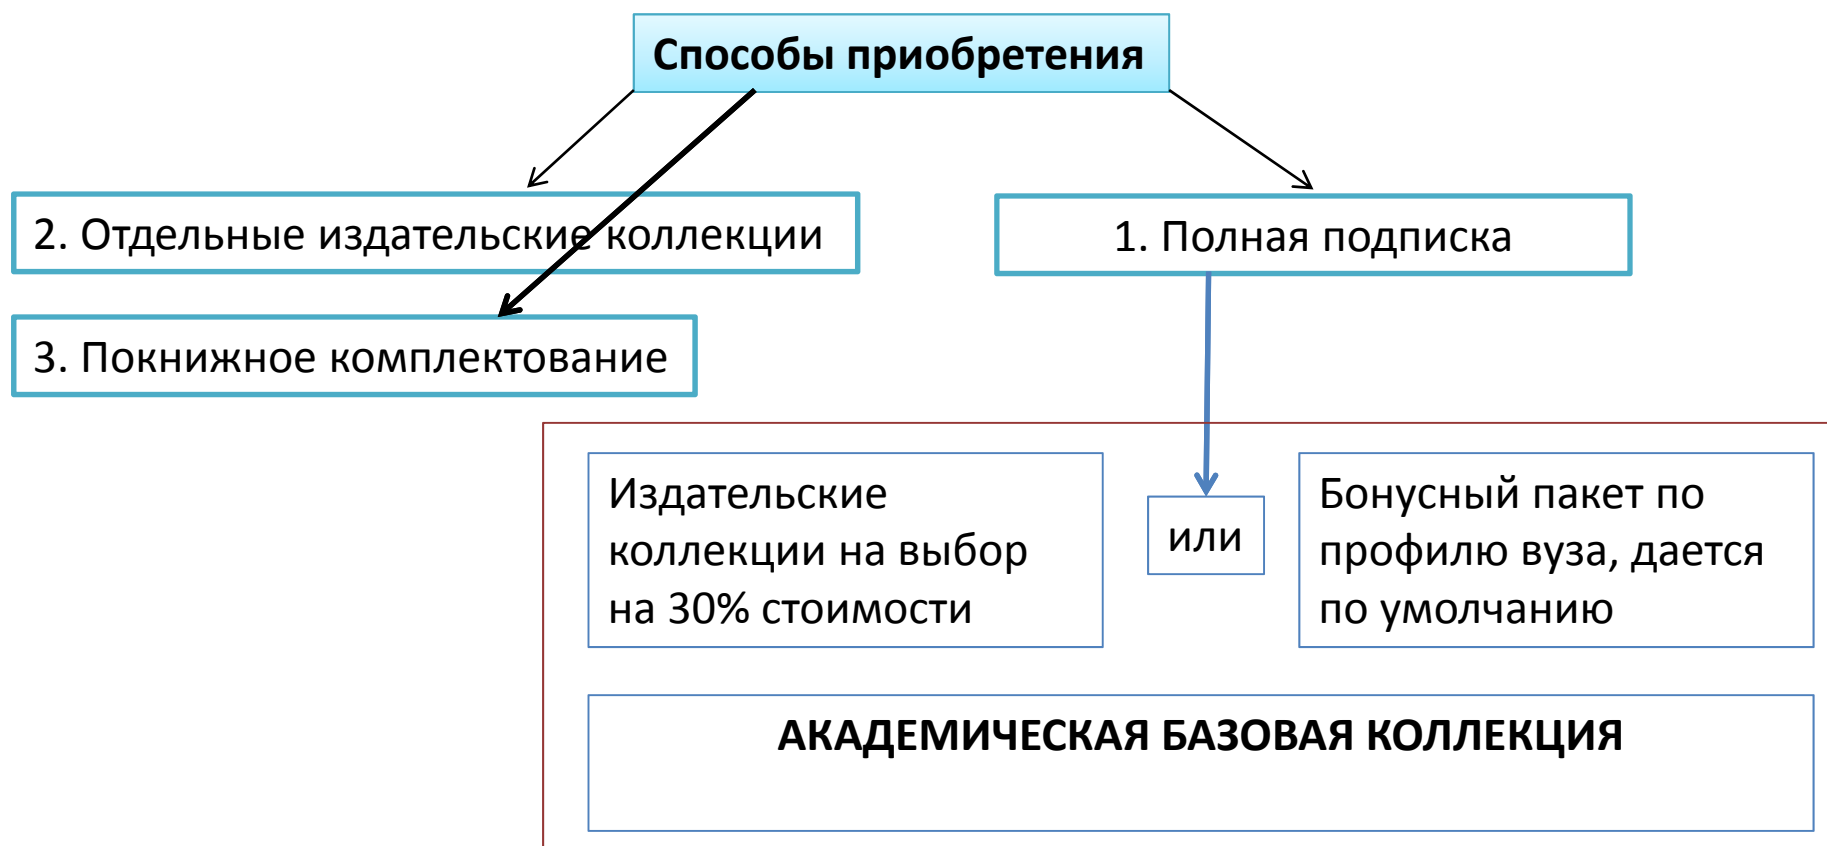 Способы приобретения
2. Отдельные издательские коллекции
1. Полная подписка
3. Покнижное комплектование
Издательские
коллекции на выбор
на 30% стоимости
или
Бонусный пакет по
профилю вуза, дается
по умолчанию
АКАДЕМИЧЕСКАЯ БАЗОВАЯ КОЛЛЕКЦИЯ